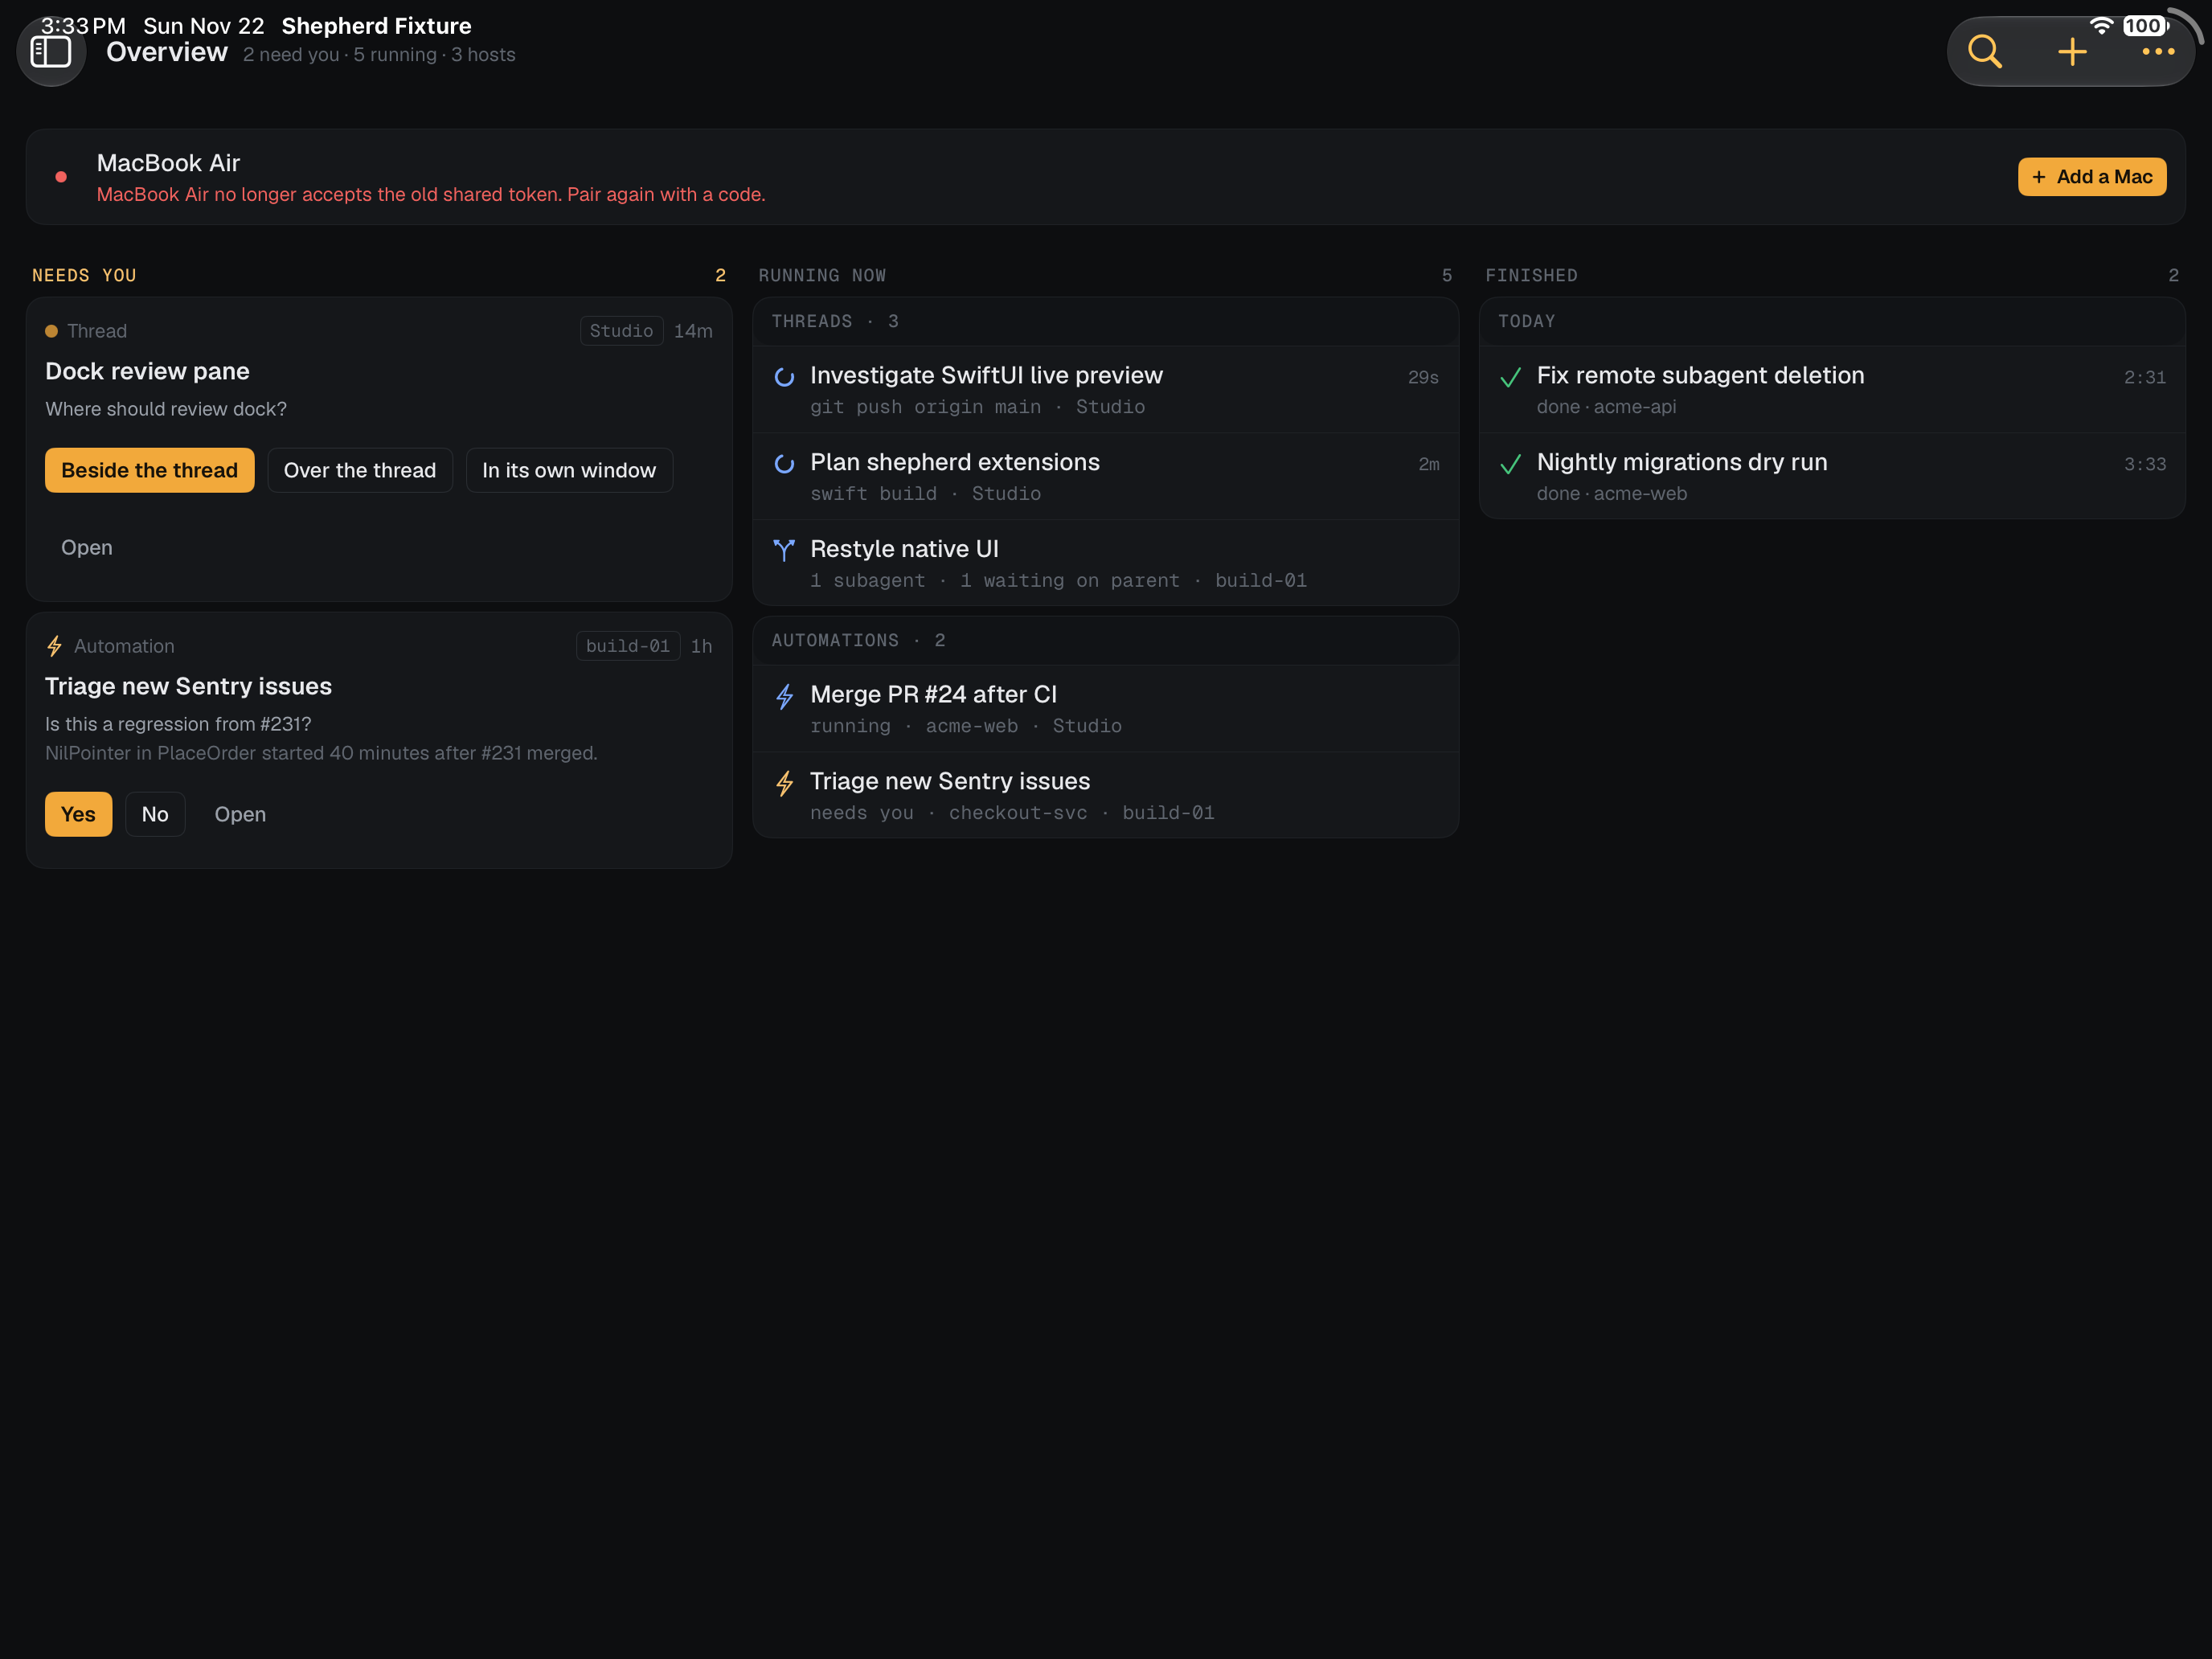 3:33 PM Sun Nov 22 Shepherd Fixture
100
Overview 2 need you · 5 running · 3 hosts
MacBook Air
MacBook Air no longer accepts the old shared token. Pair again with a code.
+ Add a Mac
NEEDS YOU 2
Thread Studio 14m
Dock review pane
Where should review dock?
Beside the thread Over the thread In its own window
Open
Automation build-01 1h
Triage new Sentry issues
Is this a regression from #231?
NilPointer in PlaceOrder started 40 minutes after #231 merged.
Yes No Open
RUNNING NOW 5
THREADS · 3
Investigate SwiftUI live preview 29s
git push origin main · Studio
Plan shepherd extensions 2m
swift build · Studio
Restyle native UI
1 subagent · 1 waiting on parent · build-01
AUTOMATIONS · 2
Merge PR #24 after CI
running · acme-web · Studio
Triage new Sentry issues
needs you · checkout-svc · build-01
FINISHED 2
TODAY
Fix remote subagent deletion 2:31
done · acme-api
Nightly migrations dry run 3:33
done · acme-web